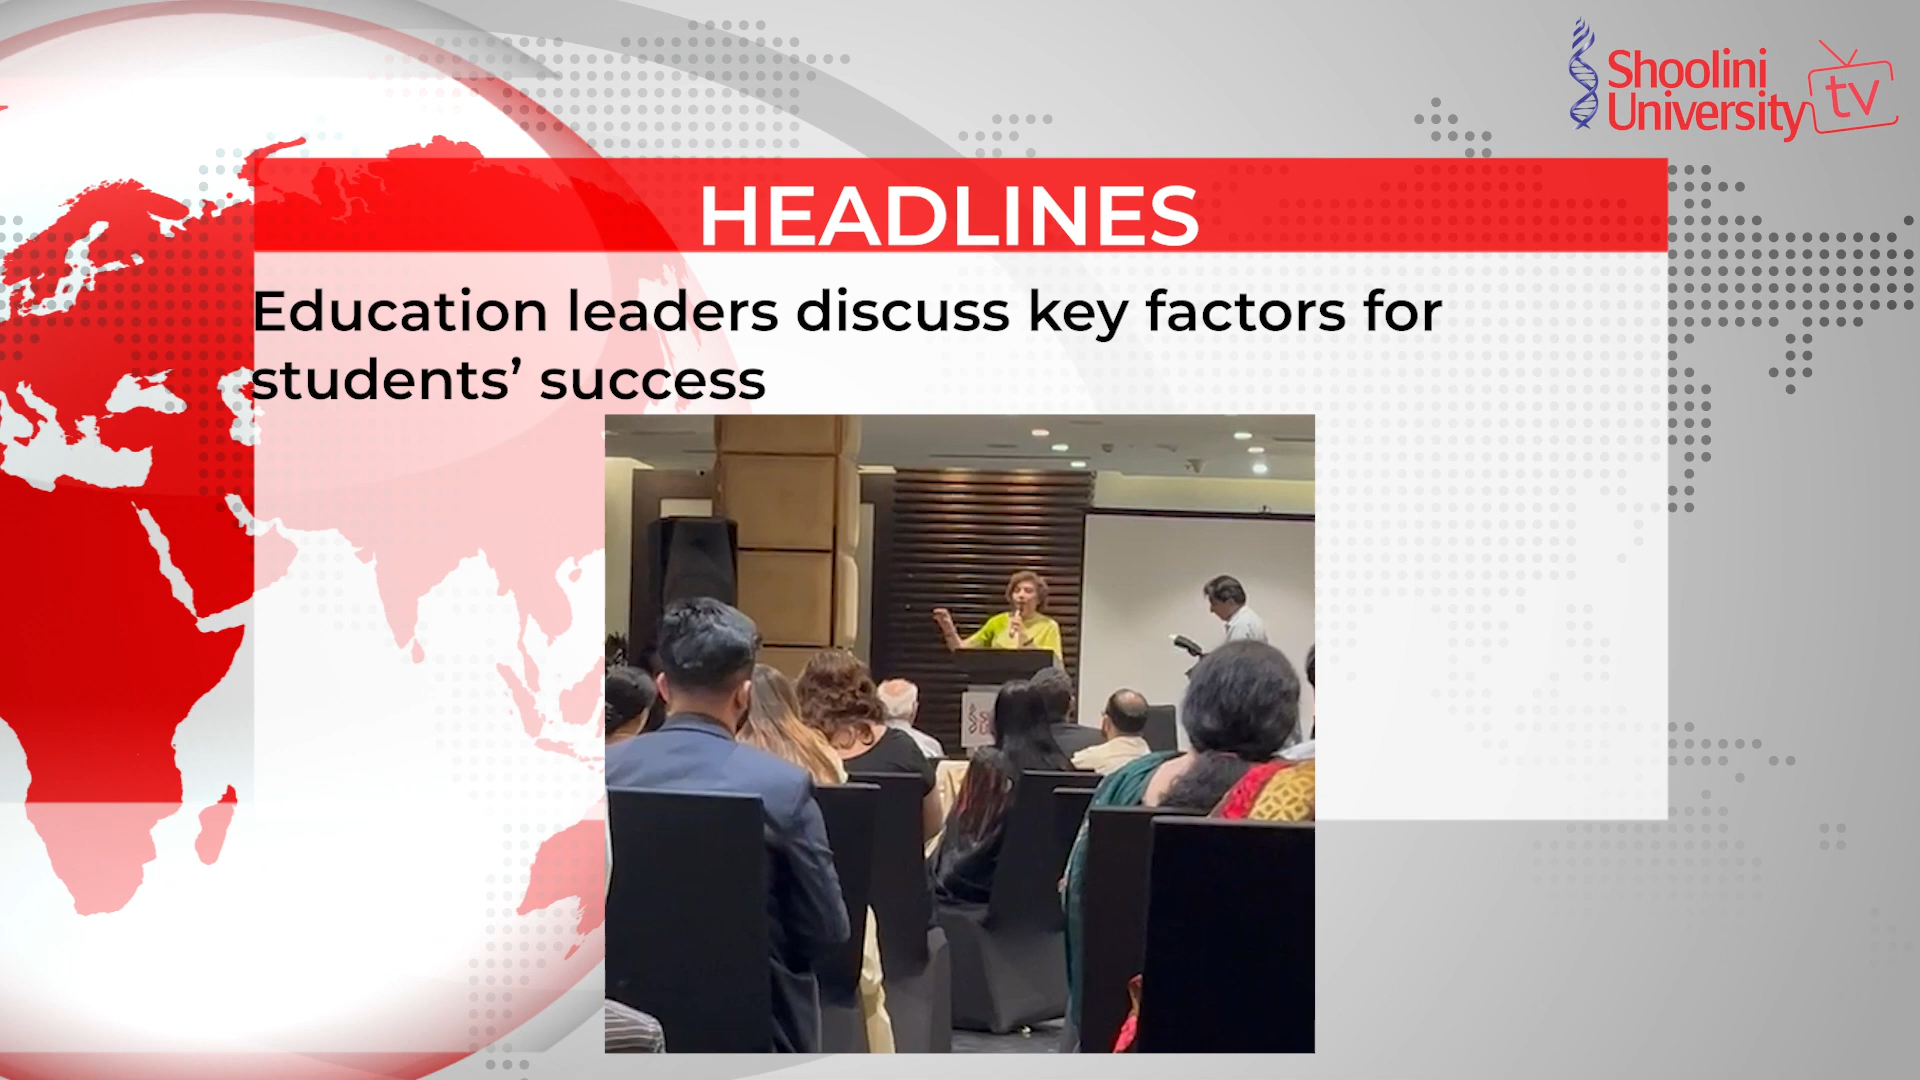 Shoolini
University
tv
HEADLINES
Education leaders discuss key factors for
students’ success